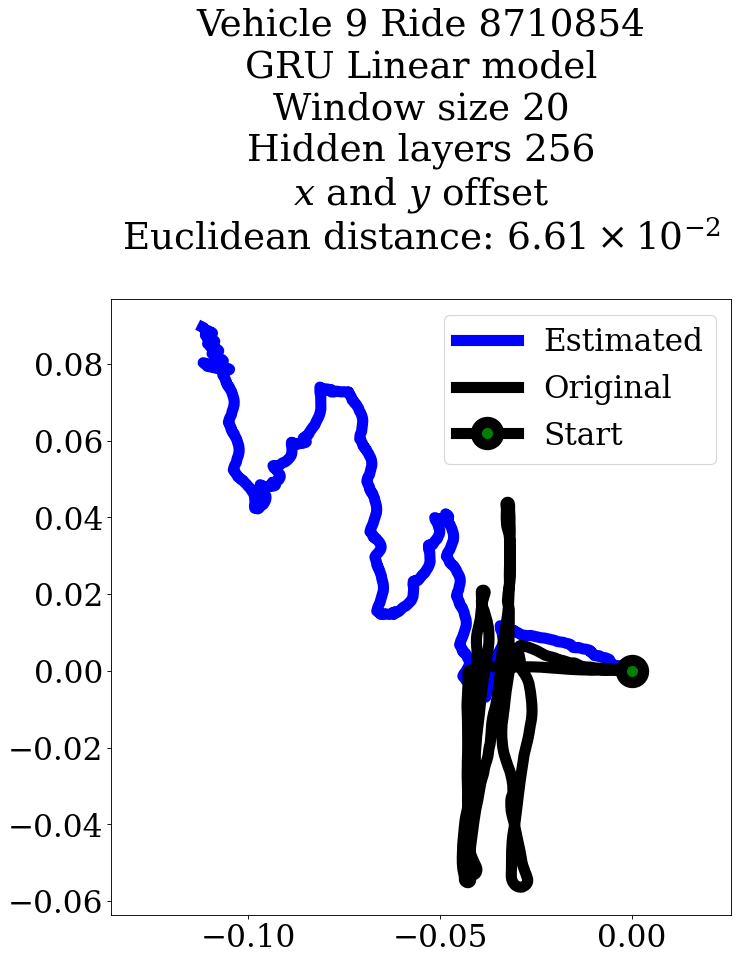 Vehicle 9 Ride 8710854
GRU Linear model
Window size 20
Hidden layers 256
x and y offset
Euclidean distance: 6.61 × 10⁻²
Estimated
Original
Start
0.08
0.06
0.04
0.02
0.00
−0.02
−0.04
−0.06
−0.10 −0.05 0.00